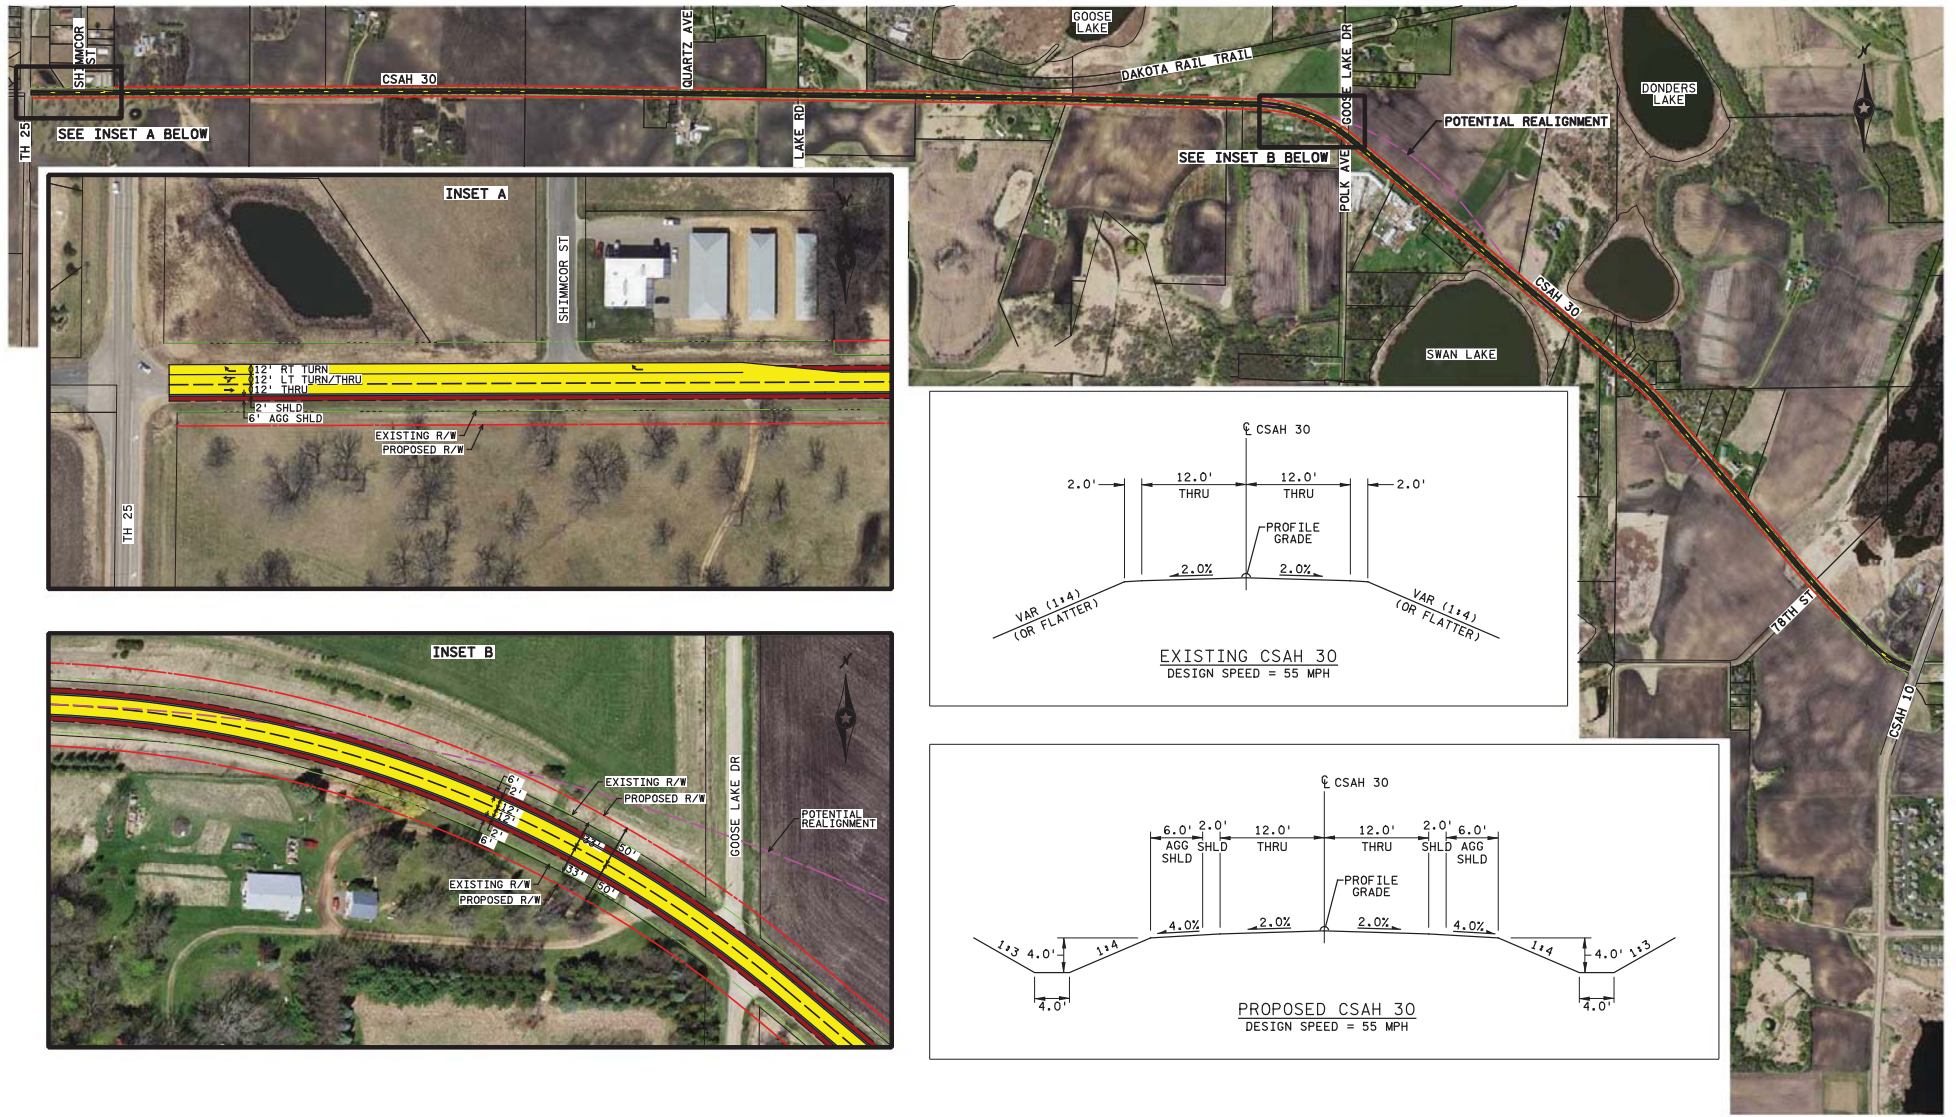 SHIMMCOR
ST
TH 25
SEE INSET A BELOW
CSAH 30
QUARTZ AVE
LAKE RD
GOOSE
LAKE
DAKOTA RAIL TRAIL
GOOSE LAKE DR
POLK AVE
SEE INSET B BELOW
POTENTIAL REALIGNMENT
DONDERS
LAKE
N
CSAH 30
SWAN LAKE
78TH ST
CSAH 10
INSET A
N
SHIMMCOR ST
12' RT TURN
12' LT TURN/THRU
12' THRU
2' SHLD
6' AGG SHLD
EXISTING R/W
PROPOSED R/W
TH 25
INSET B
N
6'
2'
12'
12'
2'
6'
EXISTING R/W
PROPOSED R/W
33'
50'
33'
50'
EXISTING R/W
PROPOSED R/W
GOOSE LAKE DR
POTENTIAL
REALIGNMENT
℄ CSAH 30
2.0'
12.0'
THRU
12.0'
THRU
2.0'
PROFILE
GRADE
2.0%
2.0%
VAR (1:4)
(OR FLATTER)
VAR (1:4)
(OR FLATTER)
EXISTING CSAH 30
DESIGN SPEED = 55 MPH
℄ CSAH 30
6.0'
AGG
SHLD
2.0'
SHLD
12.0'
THRU
12.0'
THRU
2.0'
SHLD
6.0'
AGG
SHLD
PROFILE
GRADE
4.0%
2.0%
2.0%
4.0%
1:3
4.0'
1:4
1:4
4.0'
1:3
4.0'
4.0'
PROPOSED CSAH 30
DESIGN SPEED = 55 MPH